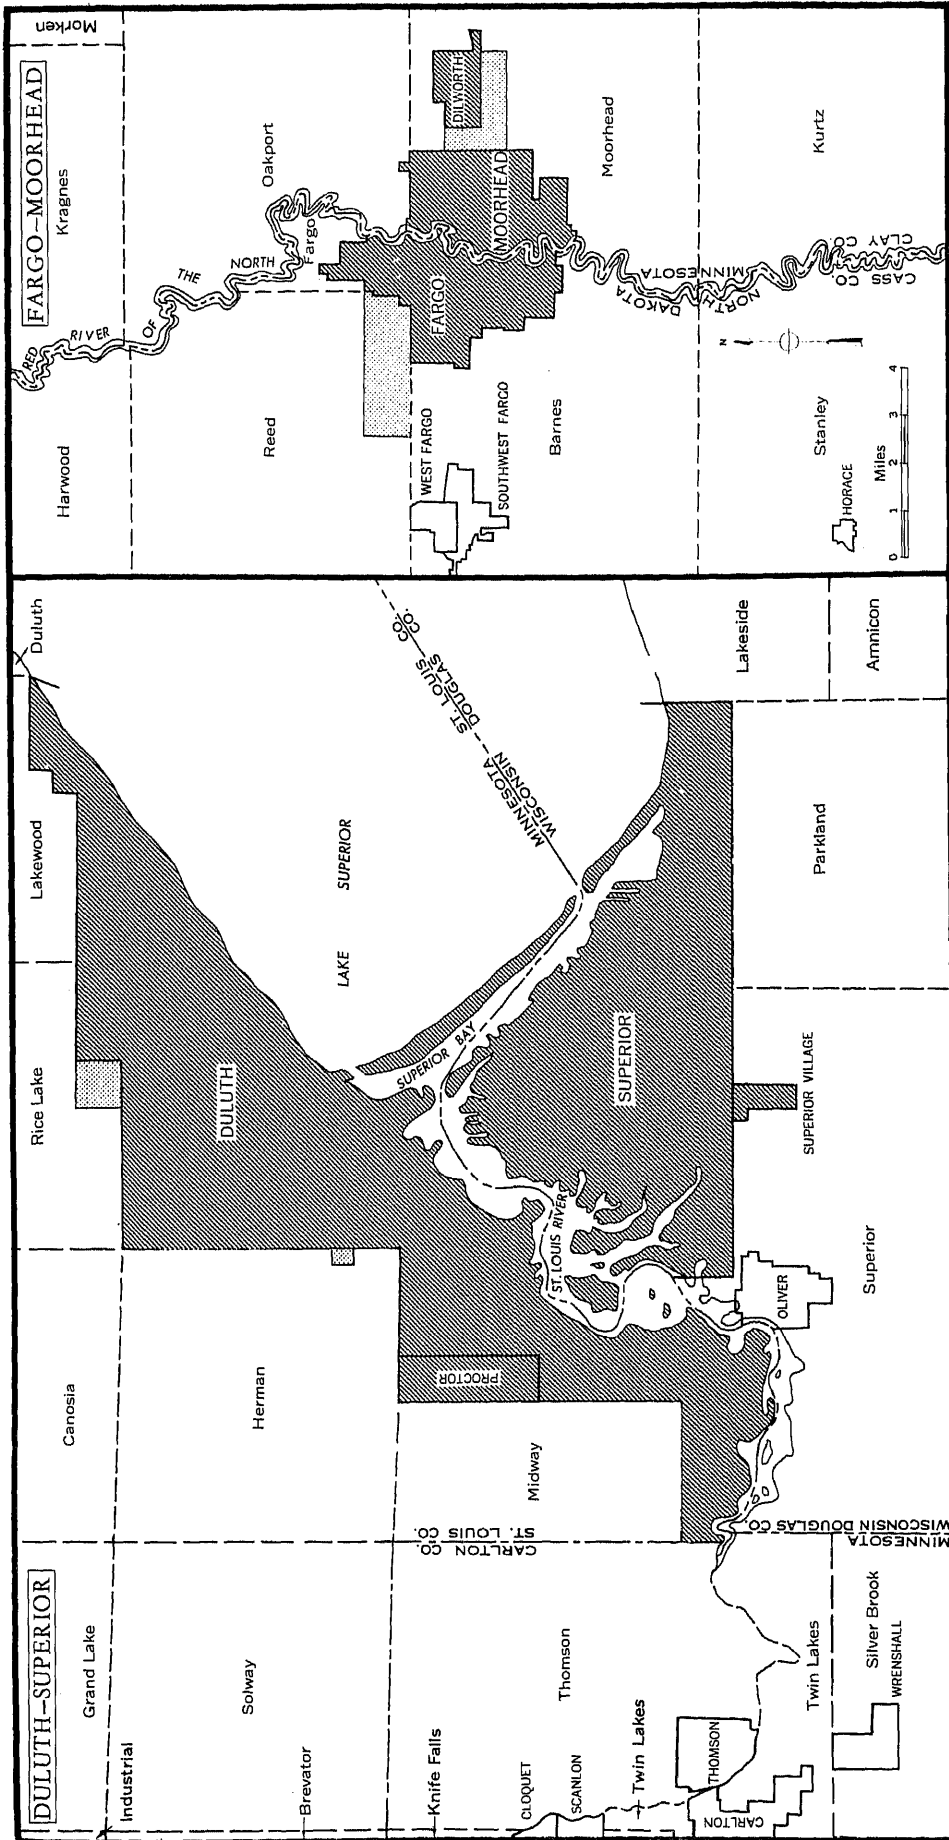 DULUTH–SUPERIOR
Grand Lake
Canosia
Rice Lake
Lakewood
Duluth
Industrial
Solway
Herman
DULUTH
Brevator
LAKE SUPERIOR
Knife Falls
CARLTON CO.
ST. LOUIS CO.
PROCTOR
SUPERIOR BAY
ST. LOUIS CO.
DOUGLAS CO.
MINNESOTA
WISCONSIN
CLOQUET
SCANLON
Thomson
Midway
ST. LOUIS RIVER
SUPERIOR
Twin Lakes
THOMSON
CARLTON
OLIVER
SUPERIOR VILLAGE
Parkland
Lakeside
Twin Lakes
MINNESOTA
WISCONSIN DOUGLAS CO.
Silver Brook
WRENSHALL
Superior
Amnicon
FARGO–MOORHEAD
Harwood
Kragnes
Morken
RED RIVER OF THE NORTH
Reed
Fargo
Oakport
WEST FARGO
SOUTHWEST FARGO
FARGO
MOORHEAD
DILWORTH
Barnes
Moorhead
NORTH DAKOTA
MINNESOTA
Stanley
HORACE
Kurtz
CASS CO.
CLAY CO.
N
Miles
0 1 2 3 4